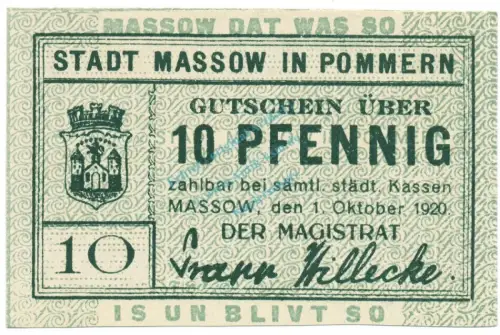 MASSOW DAT WAS SO
STADT MASSOW IN POMMERN
GUTSCHEIN ÜBER
10 PFENNIG
zahlbar bei sämtl. städt. Kassen
MASSOW, den 1. Oktober 1920
DER MAGISTRAT
10
Willecke.
IS UN BLIVT SO